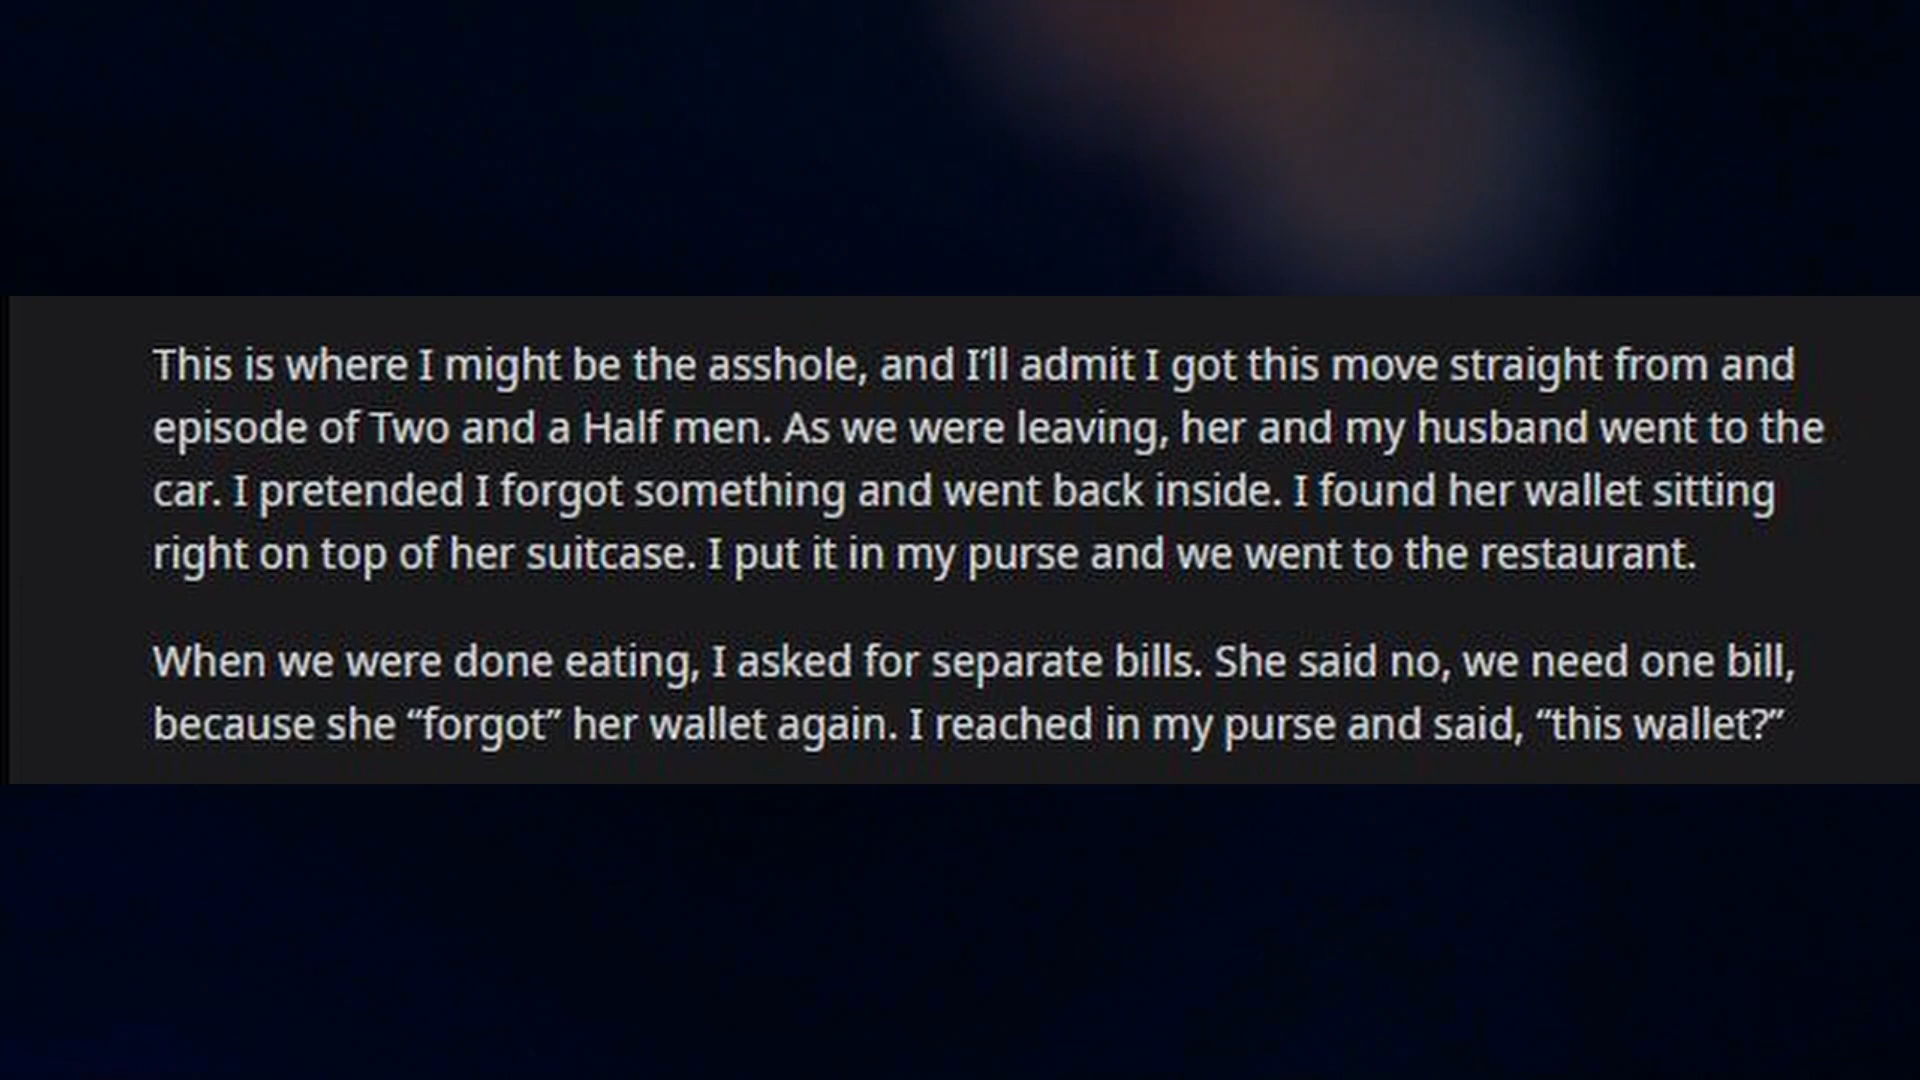 This is where I might be the asshole, and I’ll admit I got this move straight from and
episode of Two and a Half men. As we were leaving, her and my husband went to the
car. I pretended I forgot something and went back inside. I found her wallet sitting
right on top of her suitcase. I put it in my purse and we went to the restaurant.
When we were done eating, I asked for separate bills. She said no, we need one bill,
because she “forgot” her wallet again. I reached in my purse and said, “this wallet?”